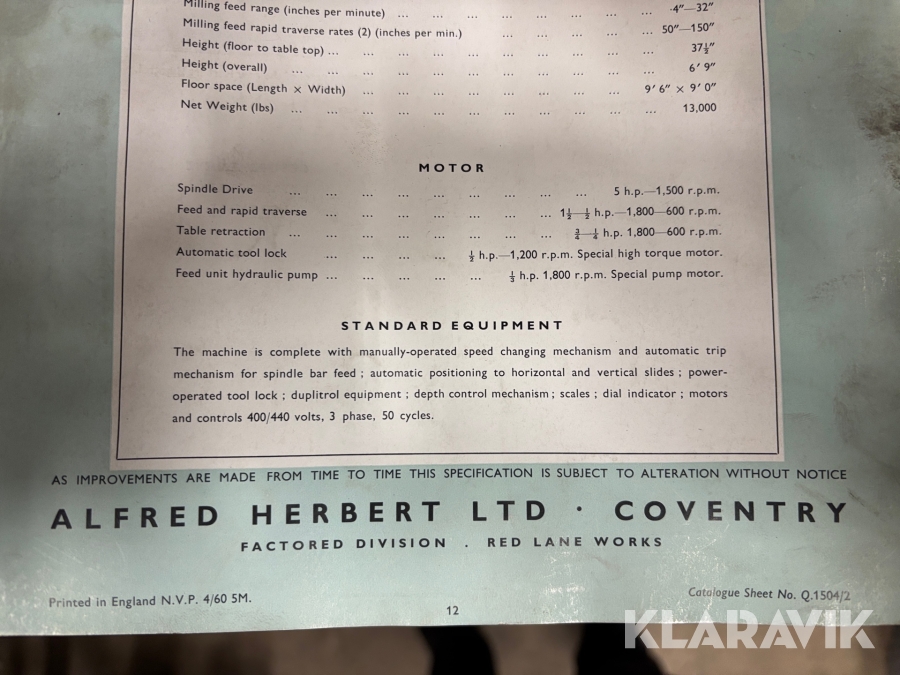 Milling feed range (inches per minute) ... ... ... ... ... ... ... ... ·4″—32″
Milling feed rapid traverse rates (2) (inches per min.) ... ... ... ... ... 50″—150″
Height (floor to table top) ... ... ... ... ... ... ... ... ... ... 37½″
Height (overall) ... ... ... ... ... ... ... ... ... ... ... 6′ 9″
Floor space (Length × Width) ... ... ... ... ... ... ... ... 9′ 6″ × 9′ 0″
Net Weight (lbs) ... ... ... ... ... ... ... ... ... ... ... 13,000
MOTOR
Spindle Drive ... ... ... ... ... ... ... ... ... 5 h.p.—1,500 r.p.m.
Feed and rapid traverse ... ... ... ... ... ... ... 1½—½ h.p.—1,800—600 r.p.m.
Table retraction ... ... ... ... ... ... ... ¾—¼ h.p. 1,800—600 r.p.m.
Automatic tool lock ... ... ... ... ½ h.p.—1,200 r.p.m. Special high torque motor.
Feed unit hydraulic pump ... ... ... ... ... ⅓ h.p. 1,800 r.p.m. Special pump motor.
STANDARD EQUIPMENT
The machine is complete with manually-operated speed changing mechanism and automatic trip
mechanism for spindle bar feed ; automatic positioning to horizontal and vertical slides ; power-
operated tool lock ; duplitrol equipment ; depth control mechanism ; scales ; dial indicator ; motors
and controls 400/440 volts, 3 phase, 50 cycles.
AS IMPROVEMENTS ARE MADE FROM TIME TO TIME THIS SPECIFICATION IS SUBJECT TO ALTERATION WITHOUT NOTICE
ALFRED HERBERT LTD · COVENTRY
FACTORED DIVISION . RED LANE WORKS
Printed in England N.V.P. 4/60 5M.
Catalogue Sheet No. Q.1504/2
12
KLARAVIK